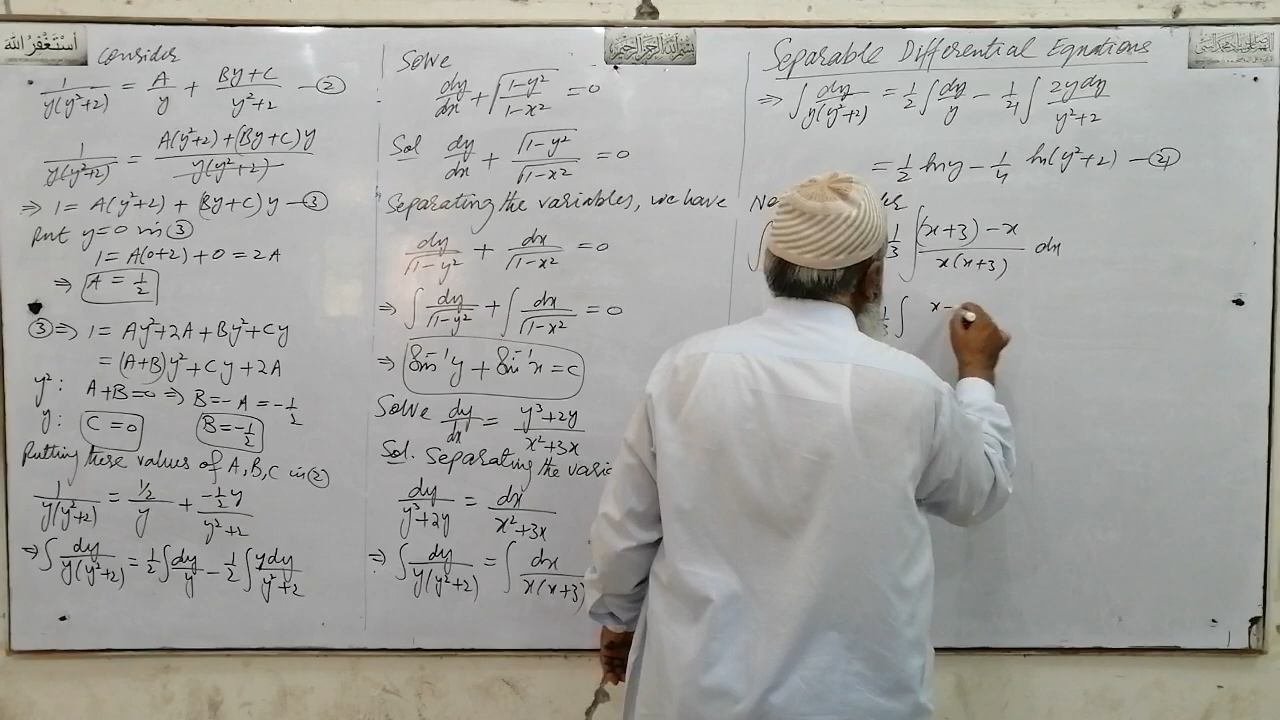 أستغفر الله
Consider
1/y(y²+2) = A/y + By+C/y²+2 —②
1/y(y²+2) = A(y²+2)+(By+C)y/y(y²+2)
⇒ 1 = A(y²+2) + (By+C)y —③
Put y=0 in ③
1 = A(0+2)+0 = 2A
⇒ A = 1/2
③⇒ 1 = Ay²+2A+By²+Cy
= (A+B)y²+Cy+2A
y²: A+B=0 ⇒ B=-A = -1/2
y: C=0 B=-1/2
Putting these values of A,B,C in ②
1/y(y²+2) = 1/2/y + -1/2y/y²+2
⇒ ∫ dy/y(y²+2) = 1/2 ∫ dy/y - 1/2 ∫ ydy/y²+2
بسم الله الرحمن الرحيم
Solve
dy/dx + √1-y²/1-x² = 0
Sol dy/dx + √1-y²/√1-x² = 0
Separating the variables, we have
dy/√1-y² + dx/√1-x² = 0
⇒ ∫ dy/√1-y² + ∫ dx/√1-x² = 0
⇒ Sin⁻¹y + Sin⁻¹x = c
Solve dy/dx = y³+2y/x²+3x
Sol. Separating the
dy/y³+2y = dx/x²+3x
⇒ ∫ dy/y(y²+2) = ∫ dx/x(x+3)
Separable Differential Equations
⇒ ∫ dy/y(y²+2) = 1/2 ∫ dy/y - 1/4 ∫ 2ydy/y²+2
= 1/2 ln y - 1/4 ln(y²+2) —④
1/3 ∫ (x+3)-x/x(x+3) dx
∫ x